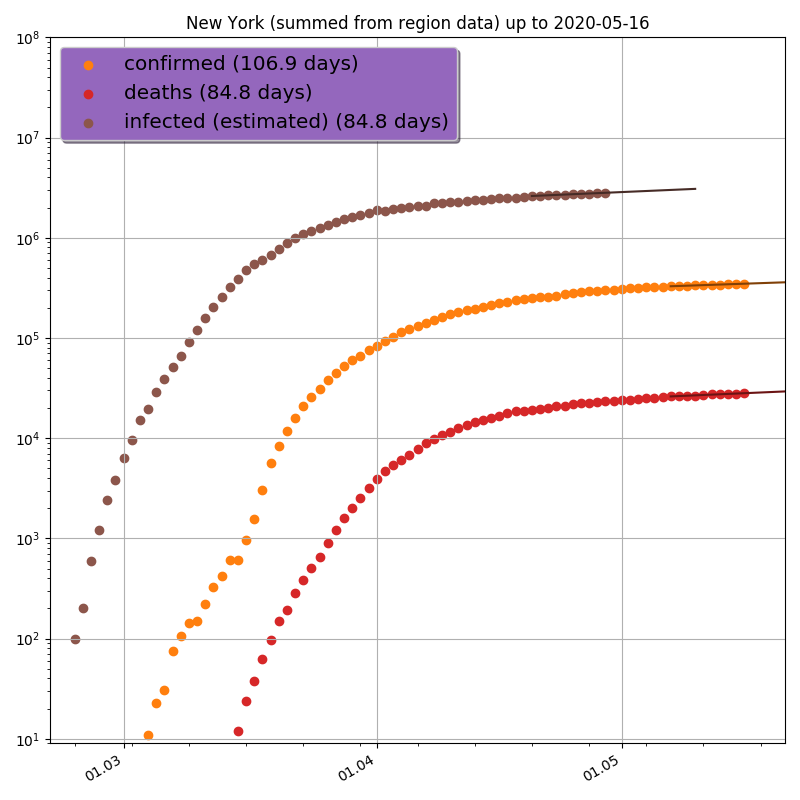 New York (summed from region data) up to 2020-05-16
confirmed (106.9 days)
deaths (84.8 days)
infected (estimated) (84.8 days)
10⁸
10⁷
10⁶
10⁵
10⁴
10³
10²
10¹
01.03
01.04
01.05